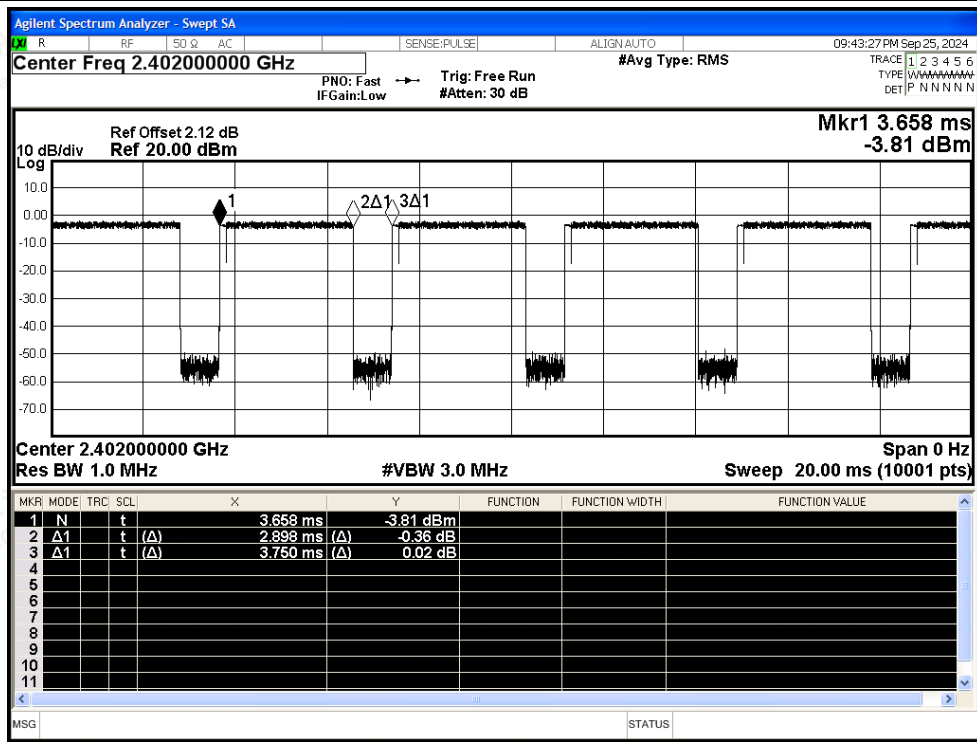 Agilent Spectrum Analyzer - Swept SA
LXI R RF 50 Ω AC SENSE:PULSE ALIGN AUTO 09:43:27 PM Sep 25, 2024
Center Freq 2.402000000 GHz #Avg Type: RMS TRACE 1 2 3 4 5 6
PNO: Fast Trig: Free Run TYPE
IFGain:Low #Atten: 30 dB DET P N N N N N
Mkr1 3.658 ms
Ref Offset 2.12 dB
10 dB/div Ref 20.00 dBm -3.81 dBm
Log
10.0
1 2Δ1 3Δ1
0.00
-10.0
-20.0
-30.0
-40.0
-50.0
-60.0
-70.0
Center 2.402000000 GHz Span 0 Hz
Res BW 1.0 MHz #VBW 3.0 MHz Sweep 20.00 ms (10001 pts)
MKR MODE TRC SCL X Y FUNCTION FUNCTION WIDTH FUNCTION VALUE
1 N t 3.658 ms -3.81 dBm
2 Δ1 t (Δ) 2.898 ms (Δ) -0.36 dB
3 Δ1 t (Δ) 3.750 ms (Δ) 0.02 dB
4
5
6
7
8
9
10
11
MSG STATUS